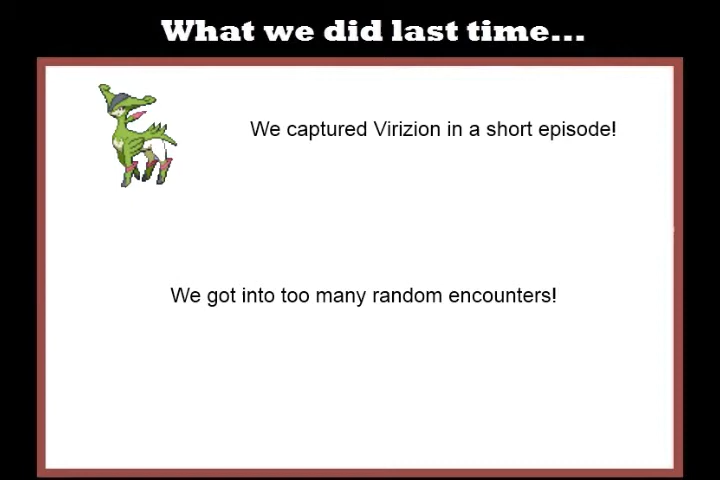 What we did last time...
We captured Virizion in a short episode!
We got into too many random encounters!